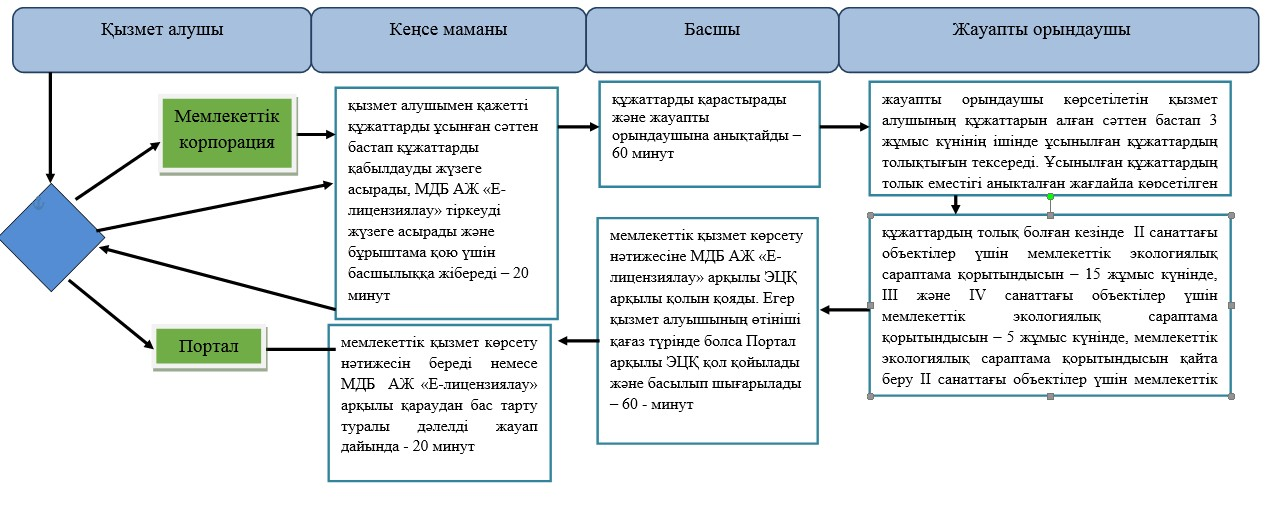 Қызмет алушы
Кеңсе маманы
Басшы
Жауапты орындаушы
Мемлекеттік
корпорация
Портал
қызмет алушымен қажетті
құжаттарды ұсынған сәттен
бастап құжаттарды
қабылдауды жүзеге
асырады, МДБ АЖ «Е-
лицензиялау» тіркеуді
жүзеге асырады және
бұрыштама қою үшін
басшылыққа жібереді – 20
минут
құжаттарды қарастырады
және жауапты
орындаушына анықтайды –
60 минут
жауапты орындаушы көрсетілетін қызмет
алушының құжаттарын алған сәттен бастап 3
жұмыс күнінің ішінде ұсынылған құжаттардың
толықтығын тексереді. Ұсынылған құжаттардың
толық еместігі анықталған жағдайда көрсетілген
құжаттардың толық болған кезінде ІІ санаттағы
объектілер үшін мемлекеттік экологиялық
сараптама қорытындысын – 15 жұмыс күнінде,
ІІІ және IV санаттағы объектілер үшін
мемлекеттік экологиялық сараптама
қорытындысын – 5 жұмыс күнінде, мемлекеттік
экологиялық сараптама қорытындысын қайта
беру ІІ санаттағы объектілер үшін мемлекеттік
мемлекеттік қызмет көрсету
нәтижесіне МДБ АЖ «Е-
лицензиялау» арқылы ЭЦҚ
арқылы қолын қояды. Егер
қызмет алуышының өтініші
қағаз түрінде болса Портал
арқылы ЭЦҚ қол қойылады
және басылып шығарылады
– 60 - минут
мемлекеттік қызмет көрсету
нәтижесін береді немесе
МДБ АЖ «Е-лицензиялау»
арқылы қараудан бас тарту
туралы дәлелді жауап
дайында - 20 минут